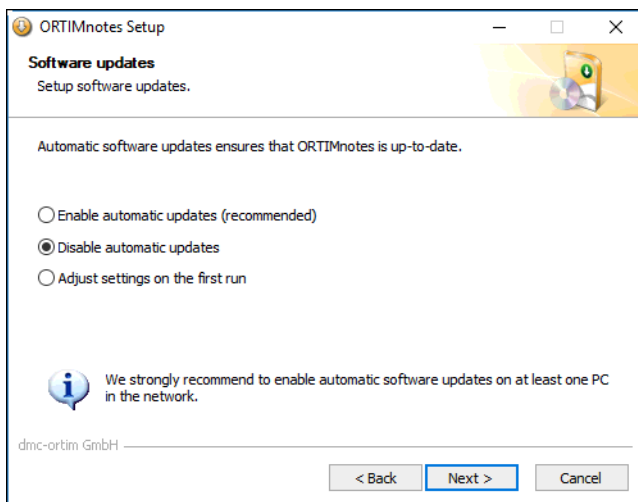 ORTIMnotes Setup
Software updates
Setup software updates.
Automatic software updates ensures that ORTIMnotes is up-to-date.
Enable automatic updates (recommended)
Disable automatic updates
Adjust settings on the first run
We strongly recommend to enable automatic software updates on at least one PC
in the network.
dmc-ortim GmbH
< Back
Next >
Cancel